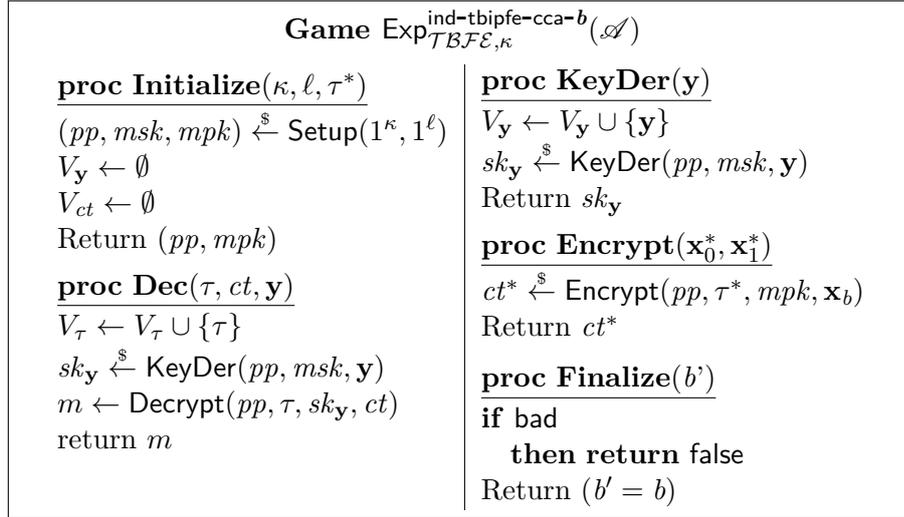 Game Exp^{ind-tbipfe-cca-b}_{𝒯ℬℱℰ,κ}(𝒜)
proc Initialize(κ, ℓ, τ*)
(pp, msk, mpk) ←$ Setup(1^κ, 1^ℓ)
V_y ← ∅
V_ct ← ∅
Return (pp, mpk)
proc Dec(τ, ct, y)
V_τ ← V_τ ∪ {τ}
sk_y ←$ KeyDer(pp, msk, y)
m ← Decrypt(pp, τ, sk_y, ct)
return m
proc KeyDer(y)
V_y ← V_y ∪ {y}
sk_y ←$ KeyDer(pp, msk, y)
Return sk_y
proc Encrypt(x*_0, x*_1)
ct* ←$ Encrypt(pp, τ*, mpk, x_b)
Return ct*
proc Finalize(b’)
if bad
then return false
Return (b′ = b)